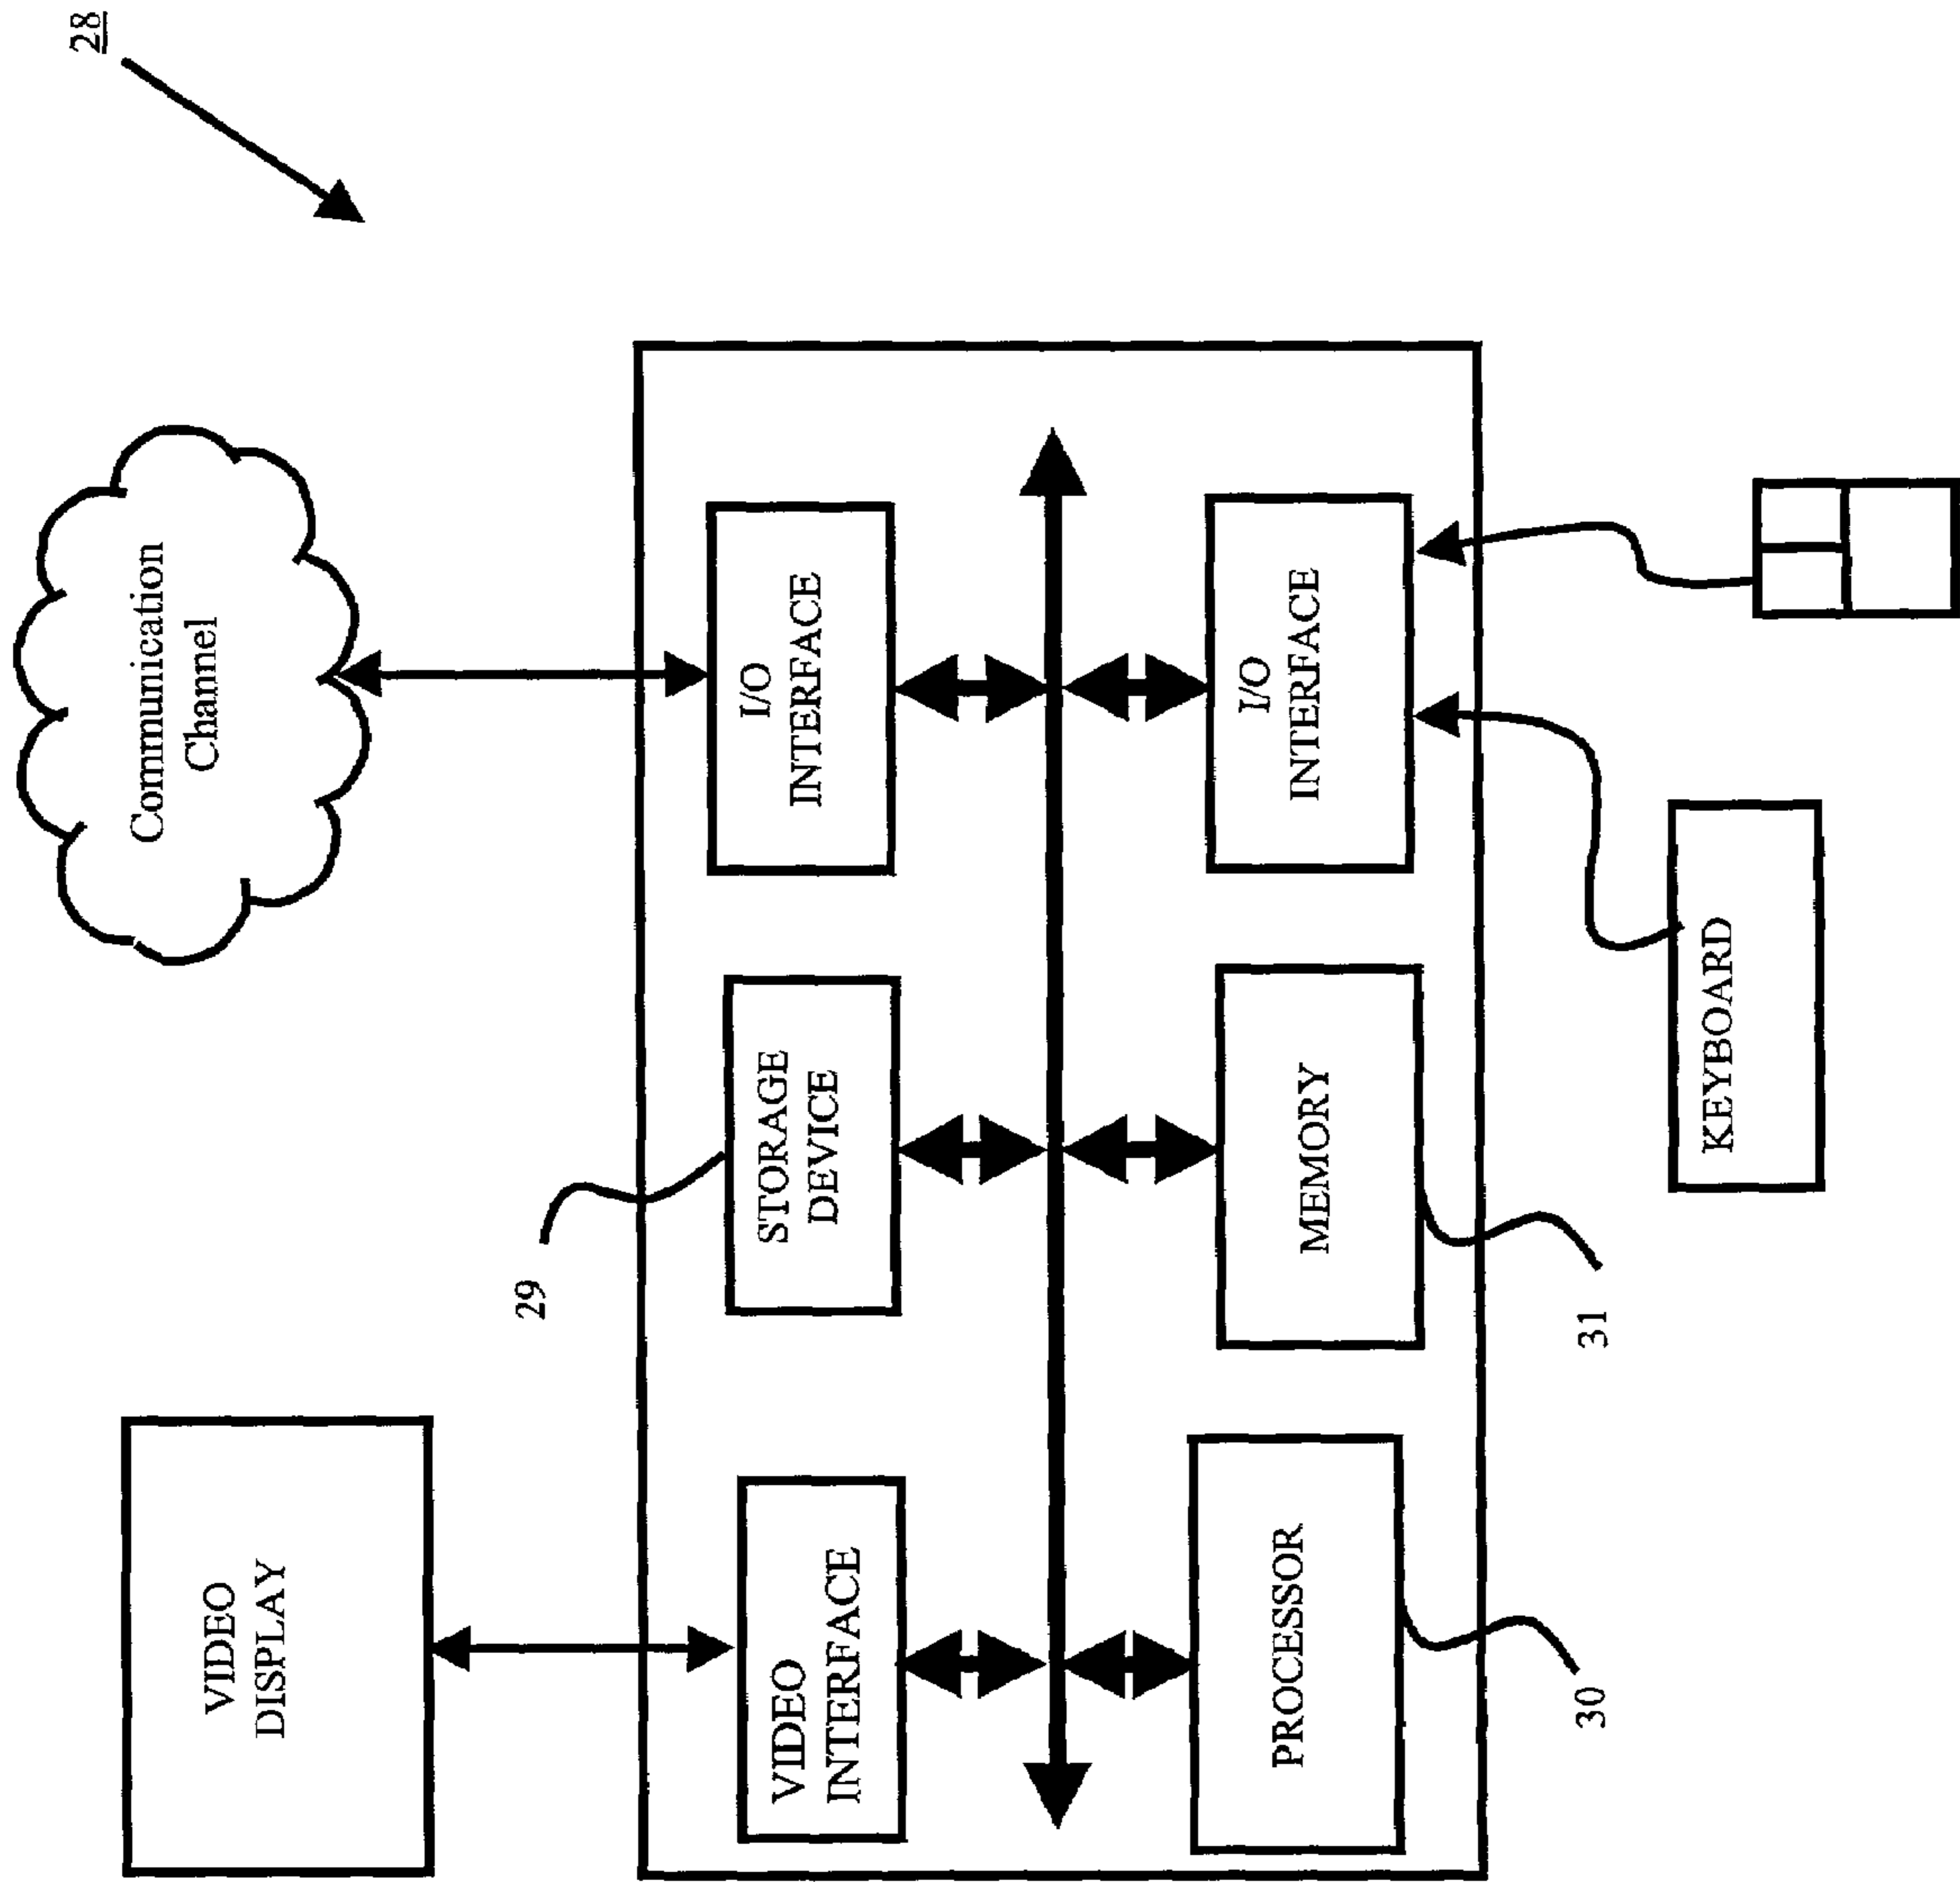 28
Communication
Channel
VIDEO
DISPLAY
29
VIDEO
INTERFACE
STORAGE
DEVICE
I/O
INTERFACE
PROCESSOR
MEMORY
I/O
INTERFACE
30
31
KEYBOARD